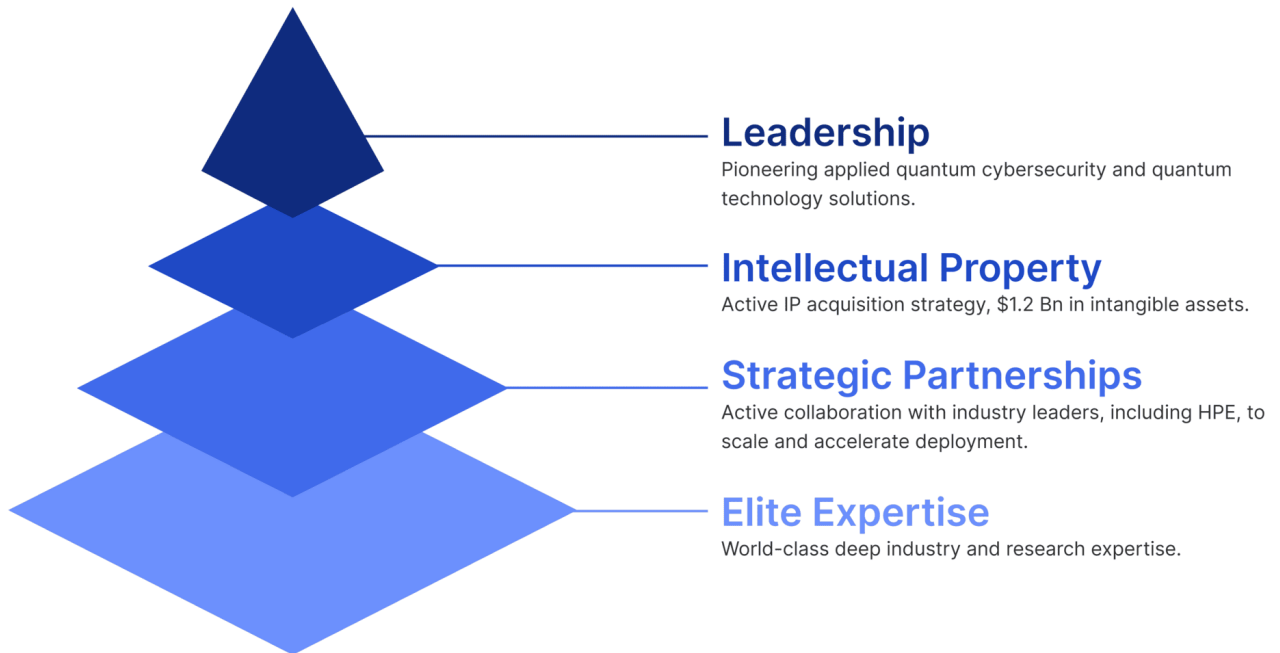 Leadership
Pioneering applied quantum cybersecurity and quantum
technology solutions.
Intellectual Property
Active IP acquisition strategy, $1.2 Bn in intangible assets.
Strategic Partnerships
Active collaboration with industry leaders, including HPE, to
scale and accelerate deployment.
Elite Expertise
World-class deep industry and research expertise.